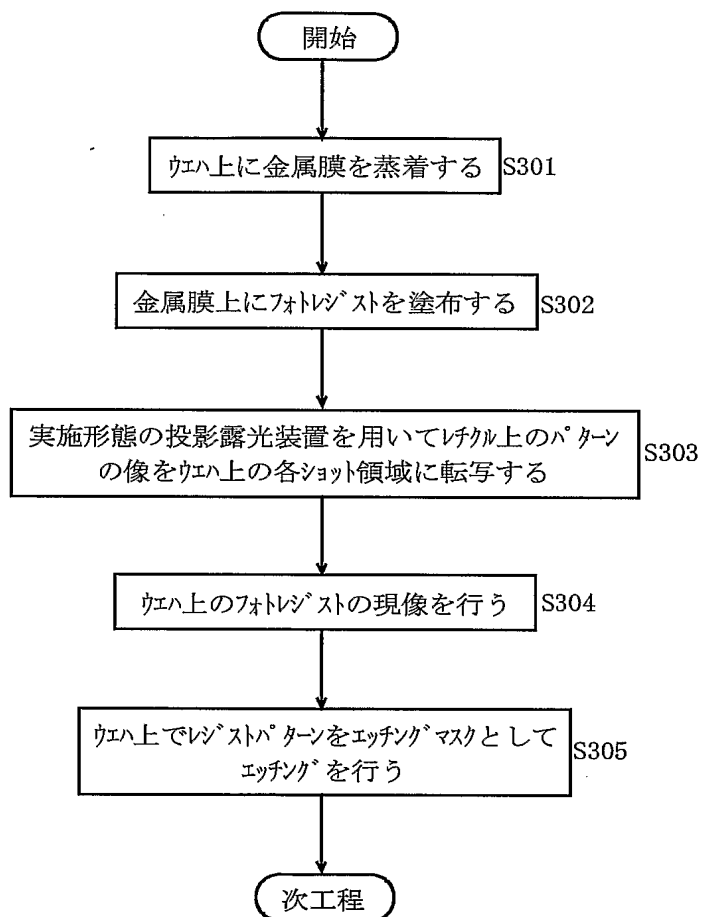 開始
ウエハ上に金属膜を蒸着する S301
金属膜上にフォトレジストを塗布する S302
実施形態の投影露光装置を用いてレチクル上のパターン
の像をウエハ上の各ショット領域に転写する S303
ウエハ上のフォトレジストの現像を行う S304
ウエハ上でレジストパターンをエッチングマスクとして
エッチングを行う S305
次工程